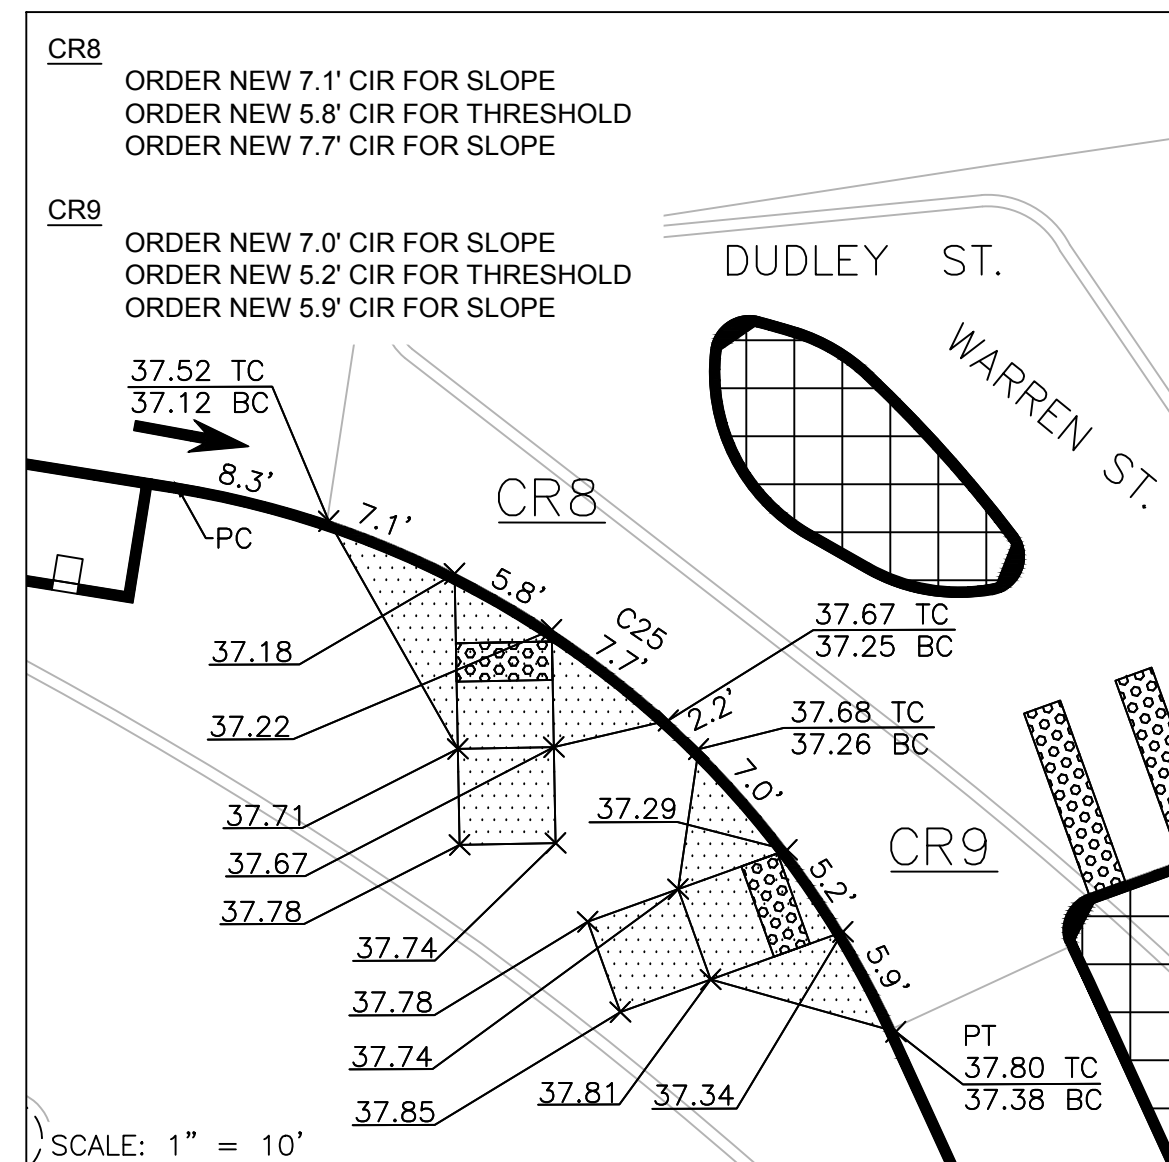 CR8
ORDER NEW 7.1' CIR FOR SLOPE
ORDER NEW 5.8' CIR FOR THRESHOLD
ORDER NEW 7.7' CIR FOR SLOPE
CR9
ORDER NEW 7.0' CIR FOR SLOPE
ORDER NEW 5.2' CIR FOR THRESHOLD
ORDER NEW 5.9' CIR FOR SLOPE
DUDLEY ST.
WARREN ST.
37.52 TC
37.12 BC
8.3'
PC
7.1'
CR8
5.8'
C25
7.7'
37.67 TC
37.25 BC
37.18
2.2'
37.68 TC
37.26 BC
37.22
7.0'
37.71
37.29
CR9
37.67
5.2'
37.78
37.74
5.9'
37.78
37.74
37.85
37.81
37.34
PT
37.80 TC
37.38 BC
SCALE: 1" = 10'